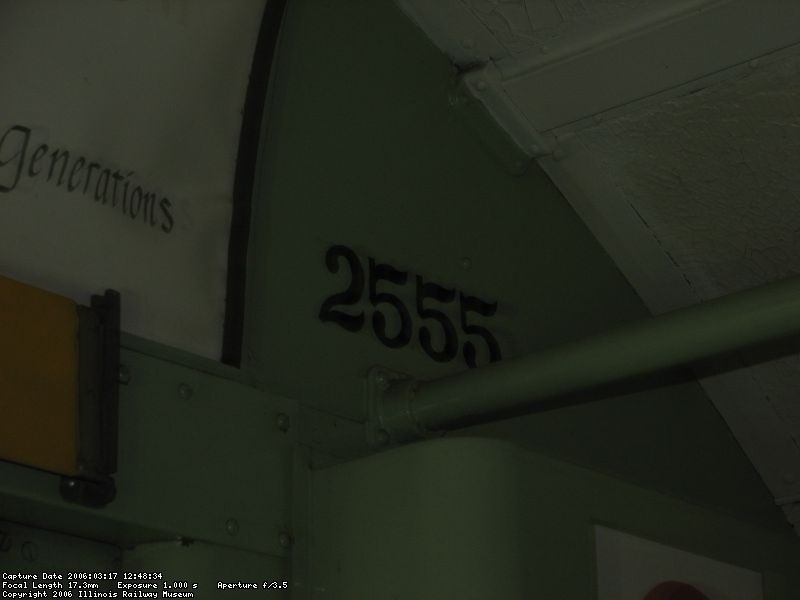 Generations
2555
Capture Date 2006:03:17 12:48:34
Focal Length 17.3mm Exposure 1.000 s Aperture f/3.5
Copyright 2006 Illinois Railway Museum